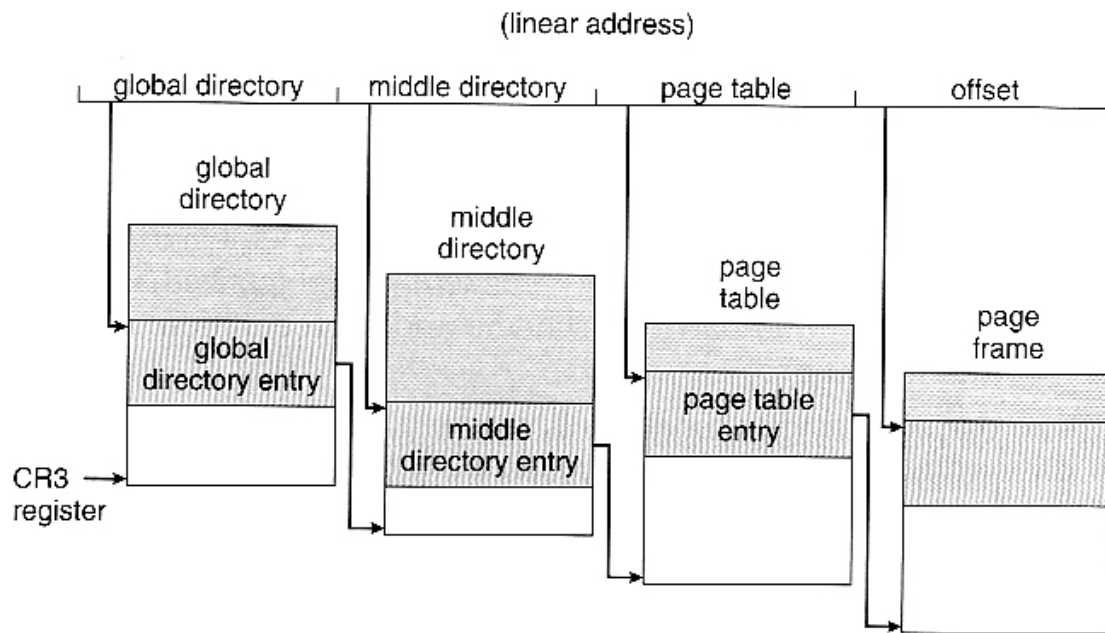 (linear address)
global directory
middle directory
page table
offset
global
directory
middle
directory
page
table
page
frame
global
directory entry
middle
directory entry
page table
entry
CR3
register